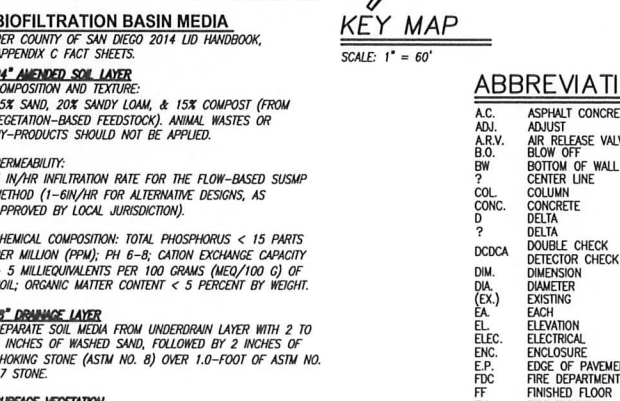 BIOFILTRATION BASIN MEDIA
PER COUNTY OF SAN DIEGO 2014 LID HANDBOOK,
APPENDIX C FACT SHEETS.
24" AMENDED SOIL LAYER
COMPOSITION AND TEXTURE:
5% SAND, 20% SANDY LOAM, & 15% COMPOST (FROM
VEGETATION-BASED FEEDSTOCK). ANIMAL WASTES OR
BY-PRODUCTS SHOULD NOT BE APPLIED.
PERMEABILITY:
IN/HR INFILTRATION RATE FOR THE FLOW-BASED SUSMP
METHOD (1-6IN/HR FOR ALTERNATIVE DESIGNS, AS
APPROVED BY LOCAL JURISDICTION).
CHEMICAL COMPOSITION: TOTAL PHOSPHORUS < 15 PARTS
PER MILLION (PPM); PH 6-8; CATION EXCHANGE CAPACITY
5 MILLIEQUIVALENTS PER 100 GRAMS (MEQ/100 G) OF
SOIL; ORGANIC MATTER CONTENT < 5 PERCENT BY WEIGHT.
8" DRAINAGE LAYER
SEPARATE SOIL MEDIA FROM UNDERDRAIN LAYER WITH 2 TO
INCHES OF WASHED SAND, FOLLOWED BY 2 INCHES OF
CHOKING STONE (ASTM NO. 8) OVER 1.0-FOOT OF ASTM NO.
7 STONE.
SURFACE VEGETATION
KEY MAP
SCALE: 1" = 60'
ABBREVIATI
A.C. ASPHALT CONCRE
ADJ. ADJUST
A.R.V. AIR RELEASE VAL
B.O. BLOW OFF
BW BOTTOM OF WALL
? CENTER LINE
COL. COLUMN
CONC. CONCRETE
D DELTA
? DELTA
DCDCA DOUBLE CHECK
DETECTOR CHECK
DIM. DIMENSION
DIA. DIAMETER
(EX.) EXISTING
EA. EACH
EL. ELEVATION
ELEC. ELECTRICAL
ENC. ENCLOSURE
E.P. EDGE OF PAVEME
FDC FIRE DEPARTMENT
FF FINISHED FLOOR